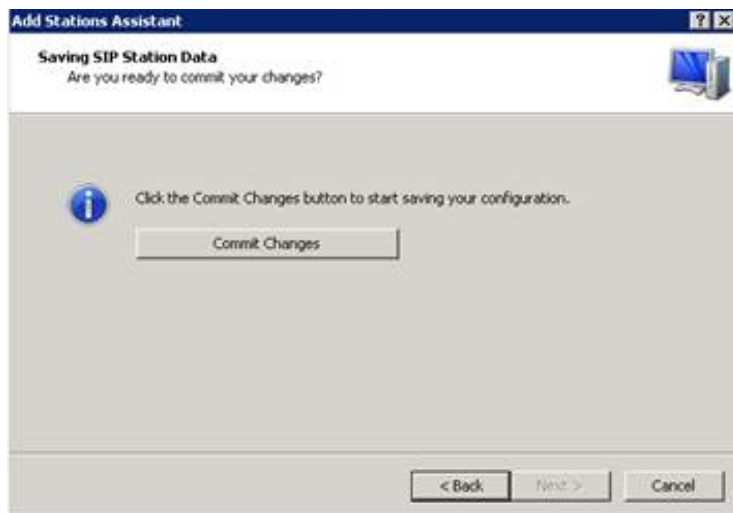 Add Stations Assistant
Saving SIP Station Data
Are you ready to commit your changes?
Click the Commit Changes button to start saving your configuration.
Commit Changes
< Back Next > Cancel